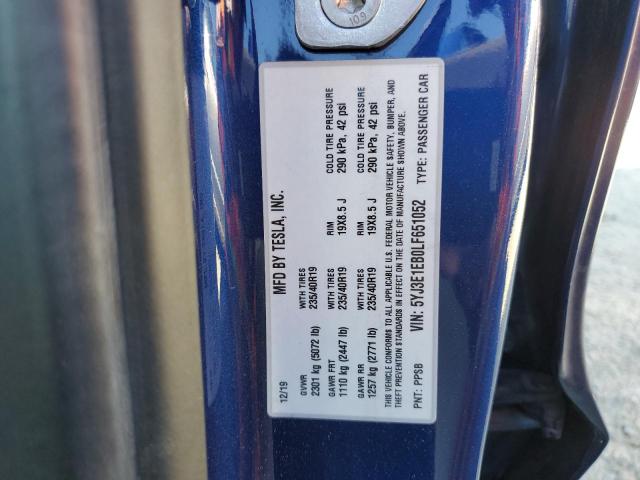 109
MFD BY TESLA, INC.
12/19
GVWR WITH TIRES RIM COLD TIRE PRESSURE
2301 kg (5072 lb) 235/40R19 19X8.5 J 290 kPa, 42 psi
GAWR FRT WITH TIRES RIM COLD TIRE PRESSURE
1110 kg (2447 lb) 235/40R19 19X8.5 J 290 kPa, 42 psi
GAWR RR
1257 kg (2771 lb)
THIS VEHICLE CONFORMS TO ALL APPLICABLE U.S. FEDERAL MOTOR VEHICLE SAFETY, BUMPER, AND
THEFT PREVENTION STANDARDS IN EFFECT ON THE DATE OF MANUFACTURE SHOWN ABOVE.
PNT: PPSB VIN: 5YJ3E1EB0LF651052 TYPE: PASSENGER CAR